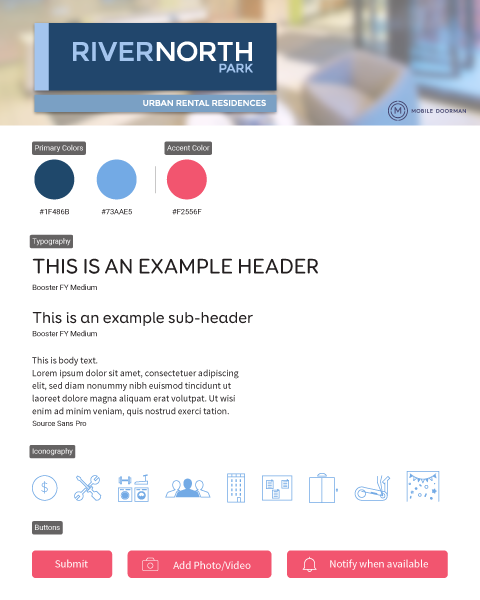 RIVERNORTH
PARK
URBAN RENTAL RESIDENCES
M
MOBILE DOORMAN
Primary Colors
Accent Color
#1F486B
#73AAE5
#F2556F
Typography
THIS IS AN EXAMPLE HEADER
Booster FY Medium
This is an example sub-header
Booster FY Medium
This is body text.
Lorem ipsum dolor sit amet, consectetuer adipiscing
elit, sed diam nonummy nibh euismod tincidunt ut
laoreet dolore magna aliquam erat volutpat. Ut wisi
enim ad minim veniam, quis nostrud exerci tation.
Source Sans Pro
Iconography
$
Buttons
Submit
Add Photo/Video
Notify when available